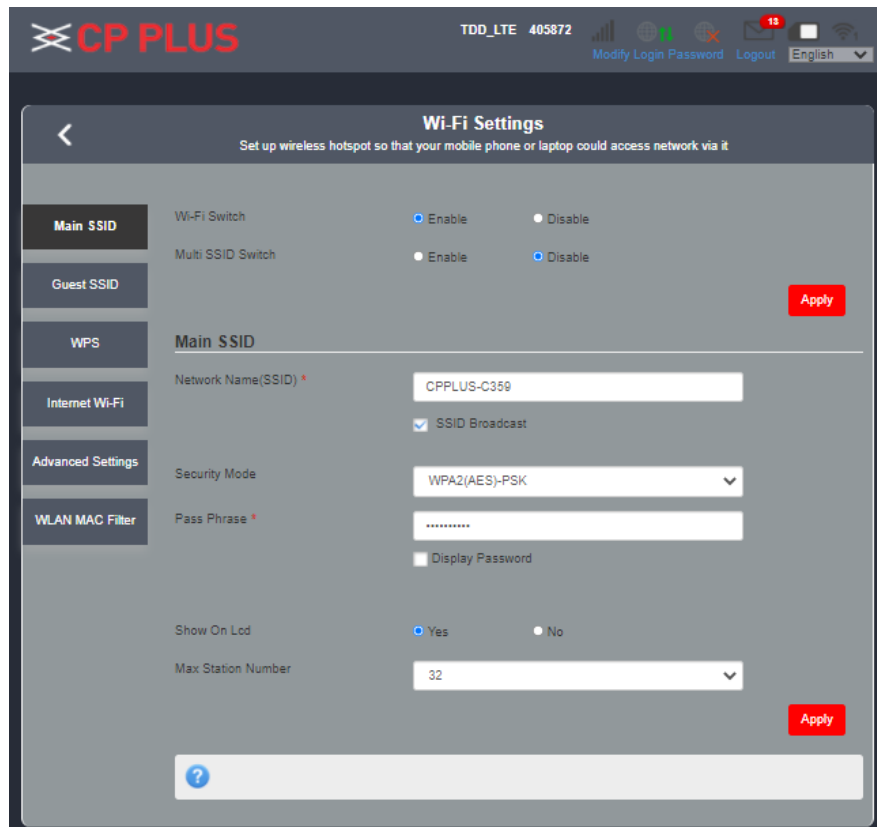 CP PLUS
TDD_LTE 405872
13
Modify Login Password Logout English
Wi-Fi Settings
Set up wireless hotspot so that your mobile phone or laptop could access network via it
Main SSID
Guest SSID
WPS
Internet Wi-Fi
Advanced Settings
WLAN MAC Filter
Wi-Fi Switch Enable Disable
Multi SSID Switch Enable Disable
Apply
Main SSID
Network Name(SSID) * CPPLUS-C359
SSID Broadcast
Security Mode WPA2(AES)-PSK
Pass Phrase * ••••••••••
Display Password
Show On Lcd Yes No
Max Station Number 32
Apply
?